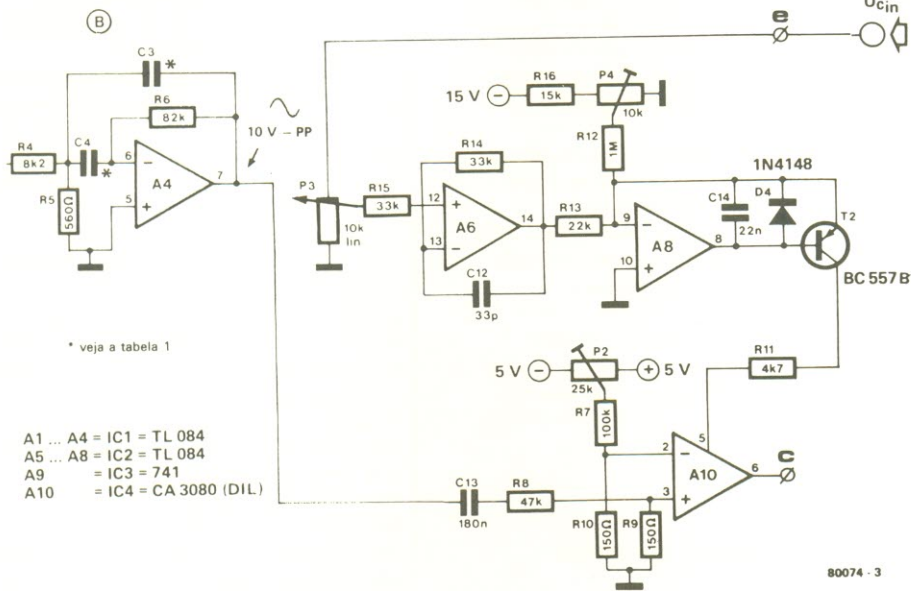 B
e
Ucin
C3
*
R6
82k
R4
8k2
C4
*
6
−
A4
7
5
+
R5
560Ω
10 V – PP
15 V −
R16
15k
P4
10k
R12
1M
R14
33k
P3
10k
lin
R15
33k
12
+
A6
14
13
−
C12
33p
R13
22k
9
−
A8
8
10
+
1N4148
C14
22n
D4
T2
BC 557B
* veja a tabela 1
5 V −
P2
25k
+ 5 V
R11
4k7
R7
100k
A1 ... A4 = IC1 = TL 084
A5 ... A8 = IC2 = TL 084
A9 = IC3 = 741
A10 = IC4 = CA 3080 (DIL)
C13
180n
R8
47k
2
−
5
A10
6
3
+
c
R10
150Ω
R9
150Ω
80074 - 3